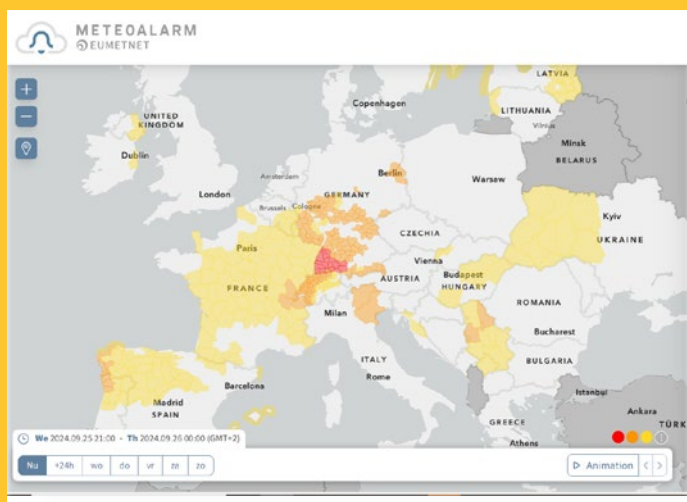 METEOALARM
EUMETNET
LATVIA
Copenhagen
UNITED
KINGDOM
LITHUANIA
Vilnius
Minsk
BELARUS
Dublin
Amsterdam
Berlin
Warsaw
London
GERMANY
Brussels
Cologne
Kyiv
Paris
CZECHIA
UKRAINE
Vienna
Budapest
AUSTRIA
HUNGARY
FRANCE
ROMANIA
Milan
Bucharest
ITALY
BULGARIA
Rome
Barcelona
Istanbul
Madrid
SPAIN
Ankara
GREECE
TÜRK
Athens
We 2024.09.25 21:00 - Th 2024.09.26 00:00 (GMT+2)
Nu +24h wo do vr za zo
Animation